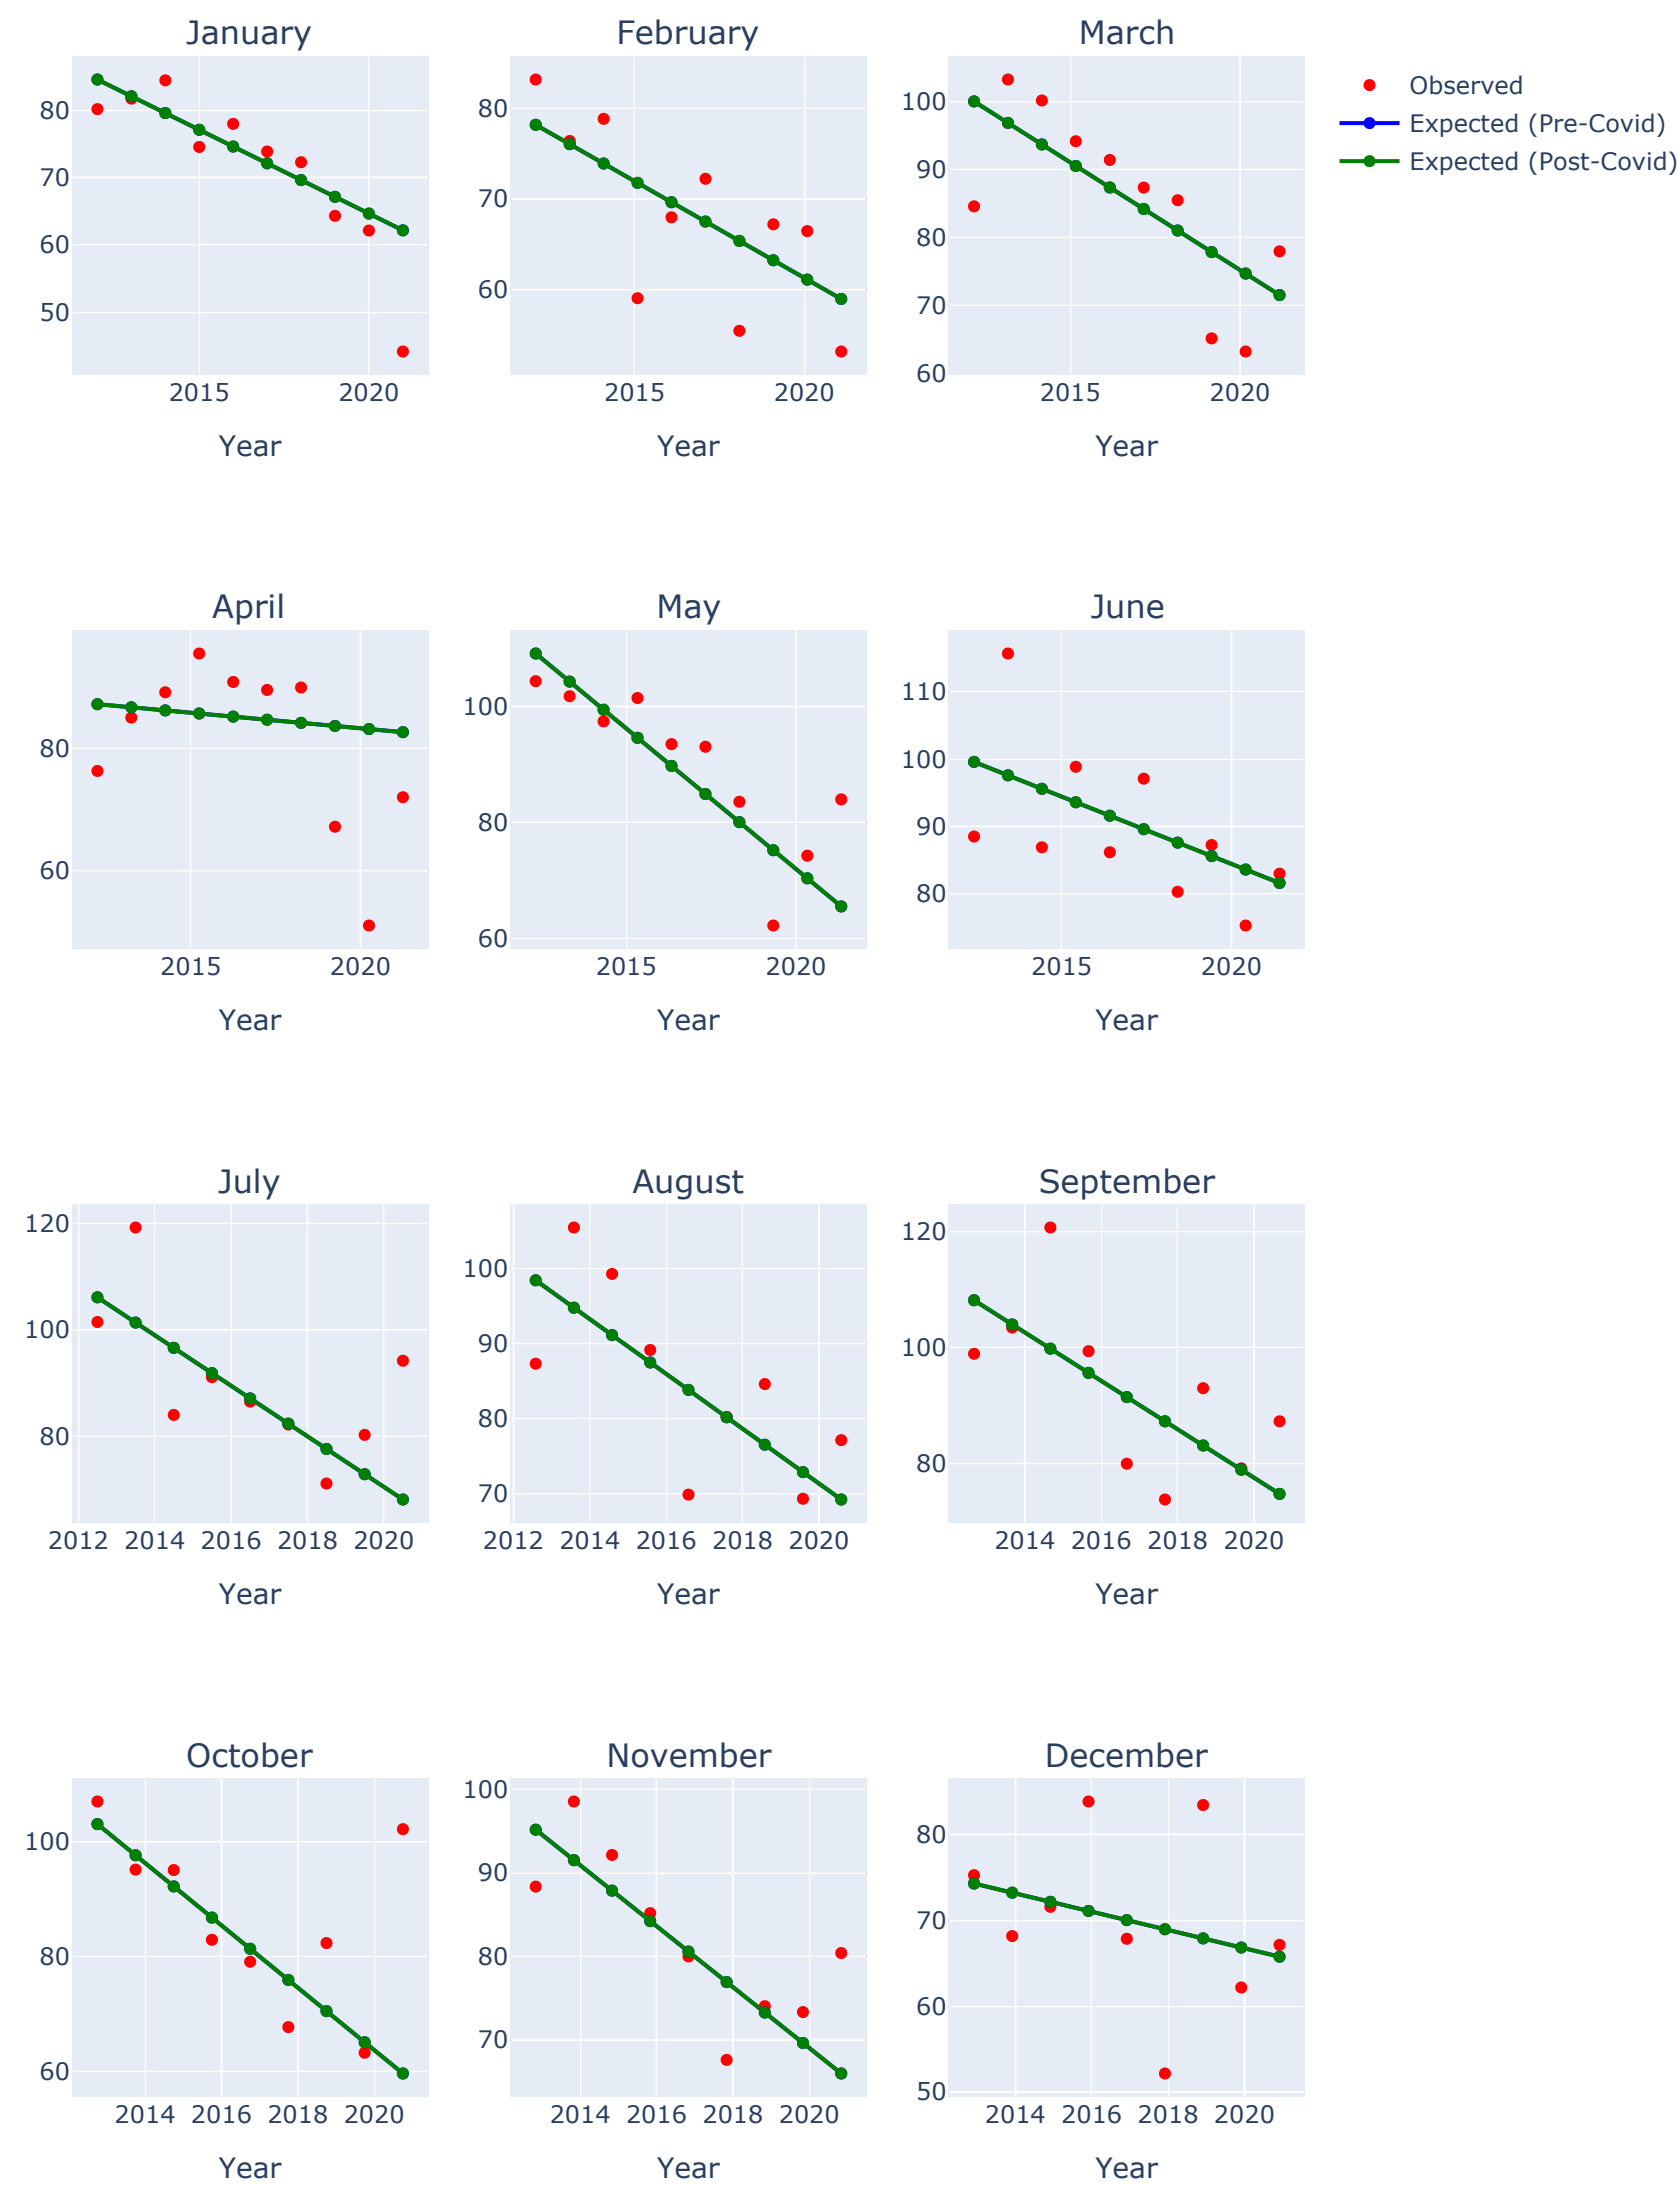 January
February
March
Observed
Expected (Pre-Covid)
Expected (Post-Covid)
80
70
60
50
2015
2020
Year
80
70
60
2015
2020
Year
100
90
80
70
60
2015
2020
Year
April
May
June
80
60
2015
2020
Year
100
80
60
2015
2020
Year
110
100
90
80
2015
2020
Year
July
August
September
120
100
80
2012
2014
2016
2018
2020
Year
100
90
80
70
2012
2014
2016
2018
2020
Year
120
100
80
2014
2016
2018
2020
Year
October
November
December
100
80
60
2014
2016
2018
2020
Year
100
90
80
70
2014
2016
2018
2020
Year
80
70
60
50
2014
2016
2018
2020
Year